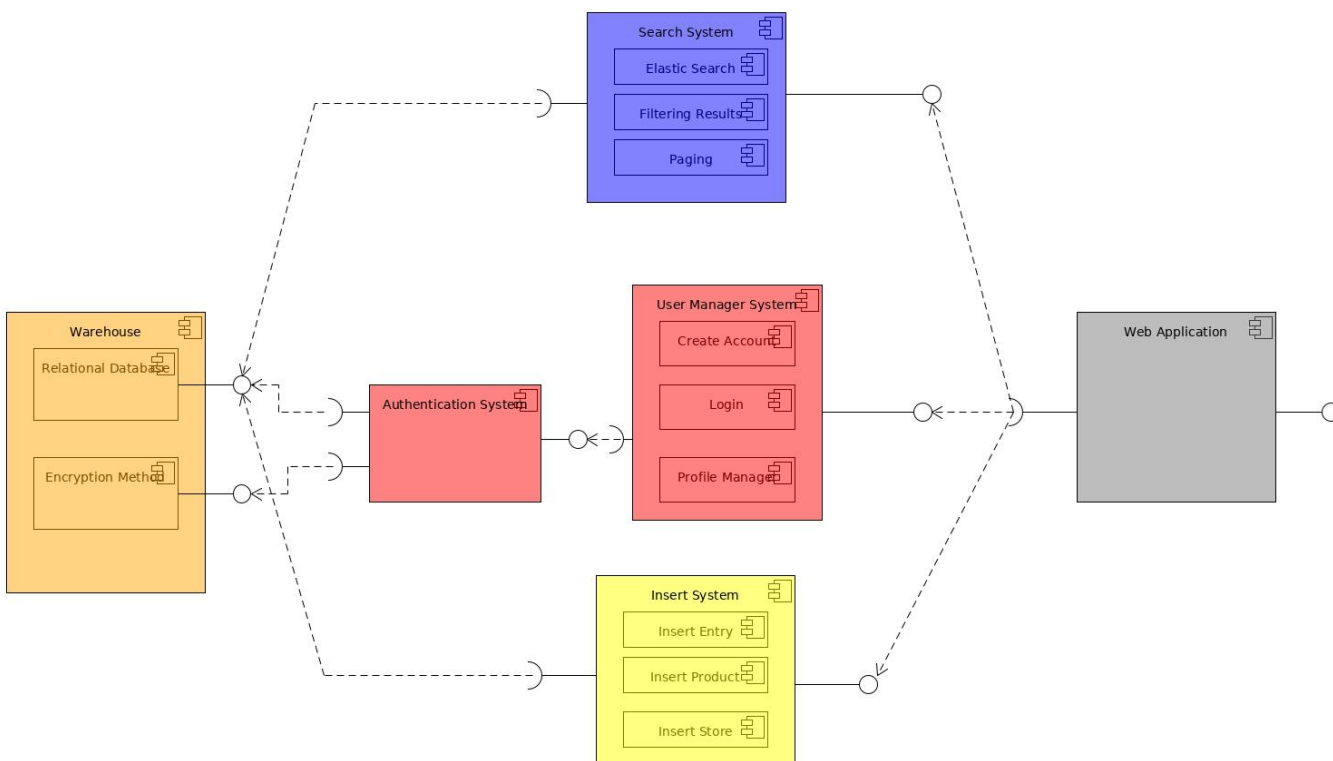 Search System
Elastic Search
Filtering Results
Paging
Warehouse
Relational Database
Encryption Method
Authentication System
User Manager System
Create Account
Login
Profile Manager
Web Application
Insert System
Insert Entry
Insert Product
Insert Store